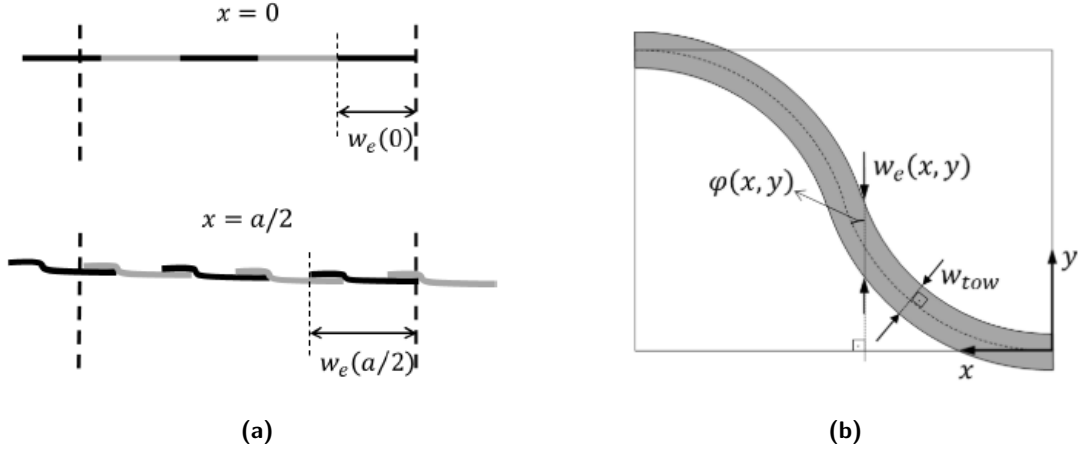 x = 0
w_e(0)
x = a/2
w_e(a/2)
(a)
w_e(x, y)
φ(x, y)
w_tow
y
x
(b)